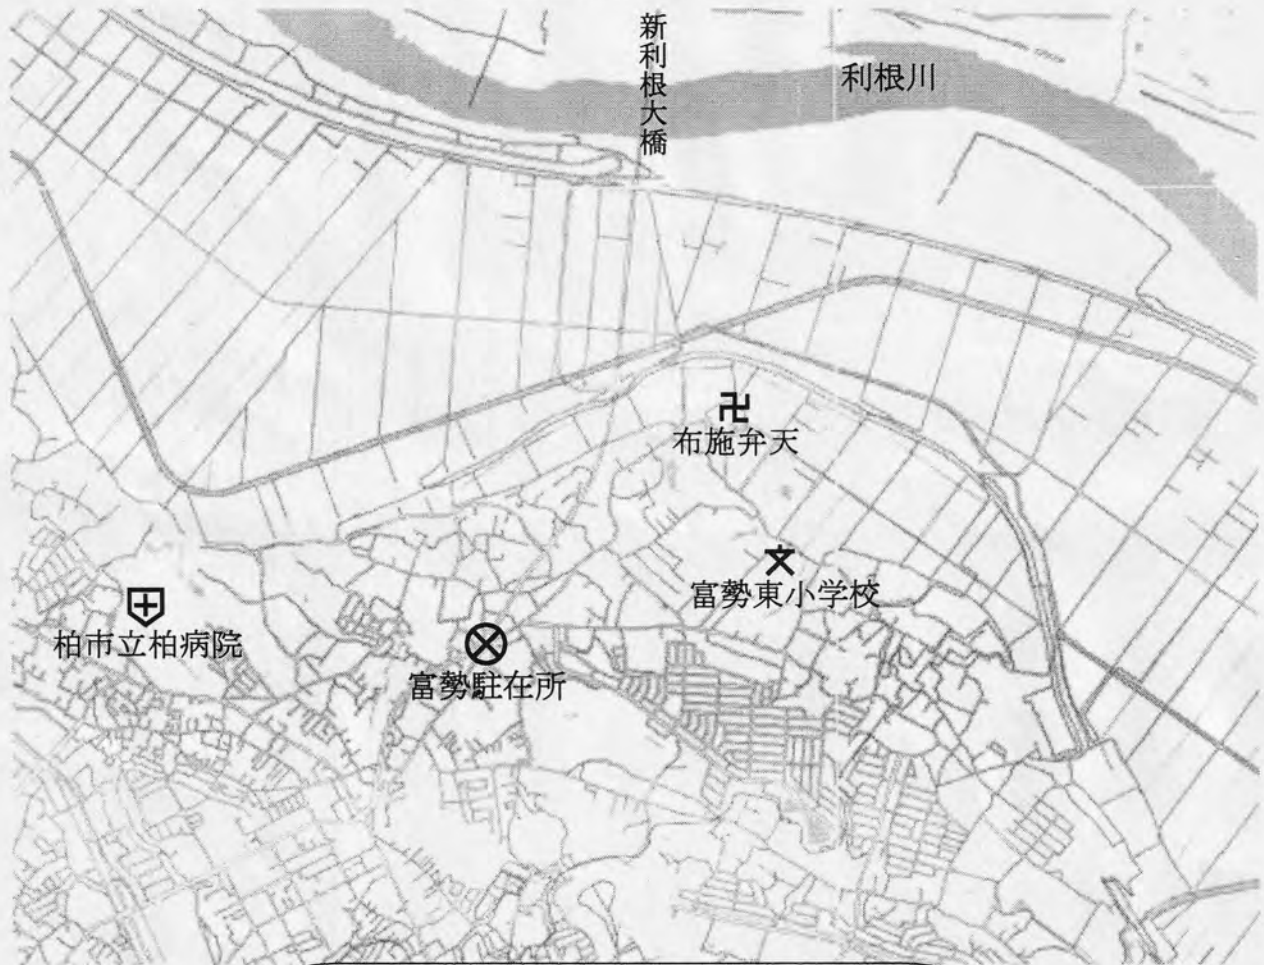 新利根大橋
利根川
布施弁天
富勢東小学校
柏市立柏病院
富勢駐在所